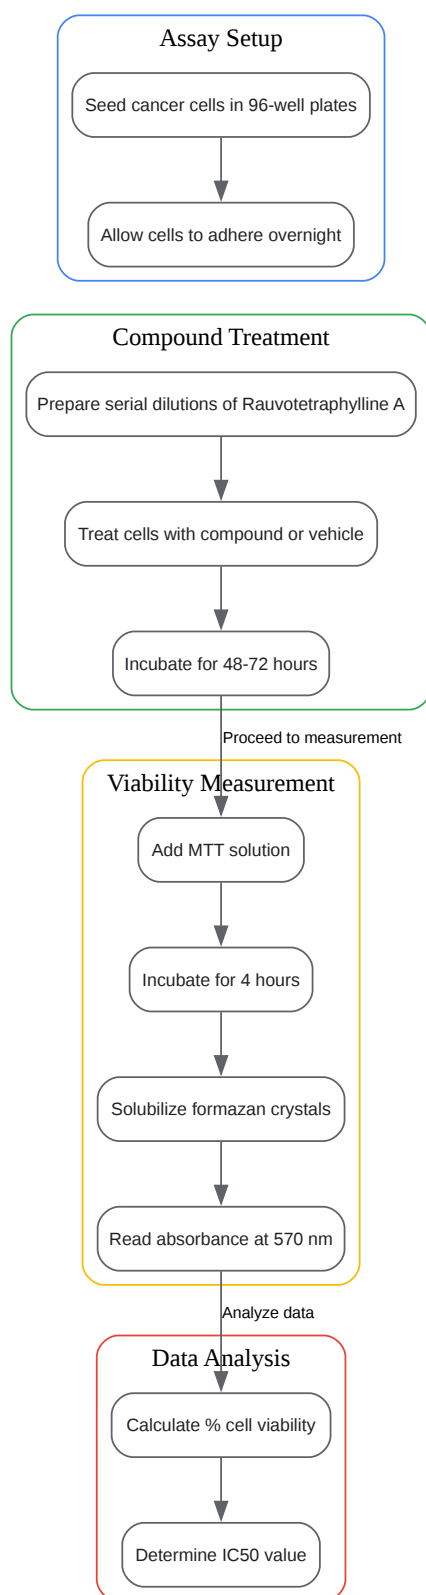 Assay Setup
Seed cancer cells in 96-well plates
Allow cells to adhere overnight
Compound Treatment
Prepare serial dilutions of Rauvotetraphylline A
Treat cells with compound or vehicle
Incubate for 48-72 hours
Proceed to measurement
Viability Measurement
Add MTT solution
Incubate for 4 hours
Solubilize formazan crystals
Read absorbance at 570 nm
Analyze data
Data Analysis
Calculate % cell viability
Determine IC50 value